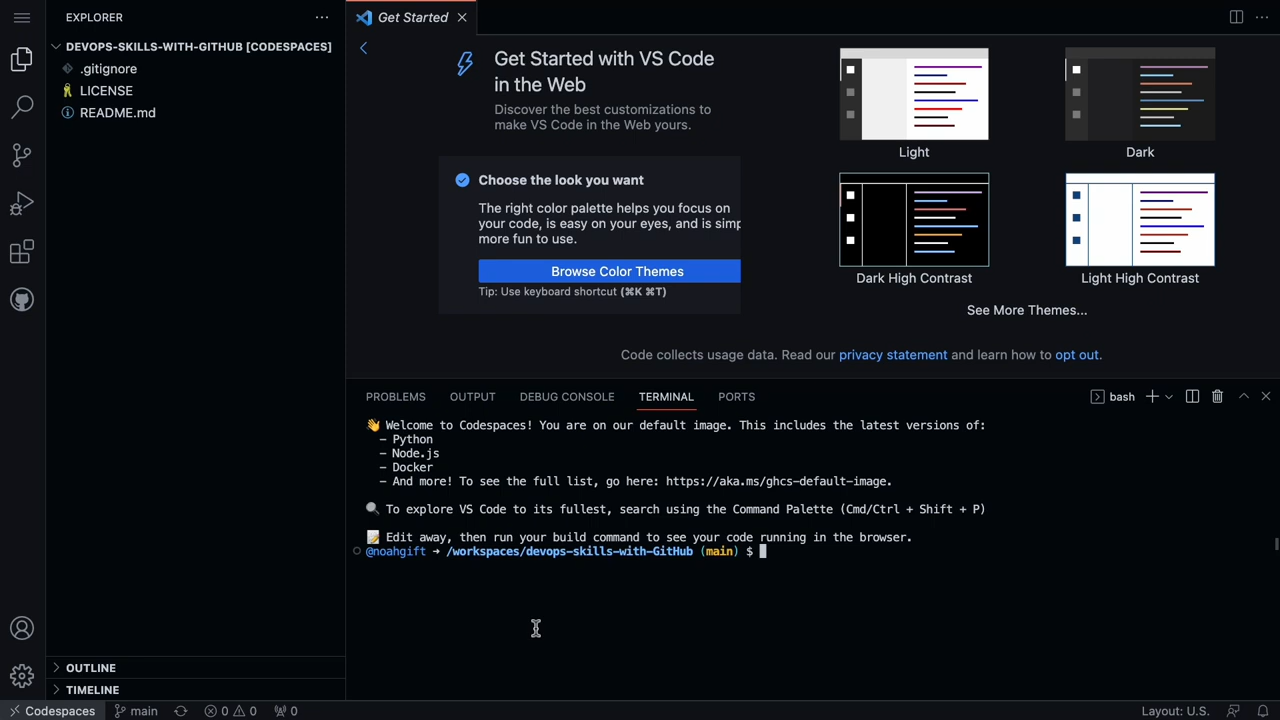 EXPLORER
Get Started
DEVOPS-SKILLS-WITH-GITHUB [CODESPACES]
.gitignore
LICENSE
README.md
OUTLINE
TIMELINE
Get Started with VS Code
in the Web
Discover the best customizations to
make VS Code in the Web yours.
Choose the look you want
The right color palette helps you focus on
your code, is easy on your eyes, and is simp
more fun to use.
Browse Color Themes
Tip: Use keyboard shortcut (⌘K ⌘T)
Light
Dark
Dark High Contrast
Light High Contrast
See More Themes...
Code collects usage data. Read our privacy statement and learn how to opt out.
PROBLEMS OUTPUT DEBUG CONSOLE TERMINAL PORTS
bash
👋 Welcome to Codespaces! You are on our default image. This includes the latest versions of:
- Python
- Node.js
- Docker
- And more! To see the full list, go here: https://aka.ms/ghcs-default-image.
🔍 To explore VS Code to its fullest, search using the Command Palette (Cmd/Ctrl + Shift + P)
📝 Edit away, then run your build command to see your code running in the browser.
@noahgift ➜ /workspaces/devops-skills-with-GitHub (main) $
Codespaces main 0 0 0 Layout: U.S.